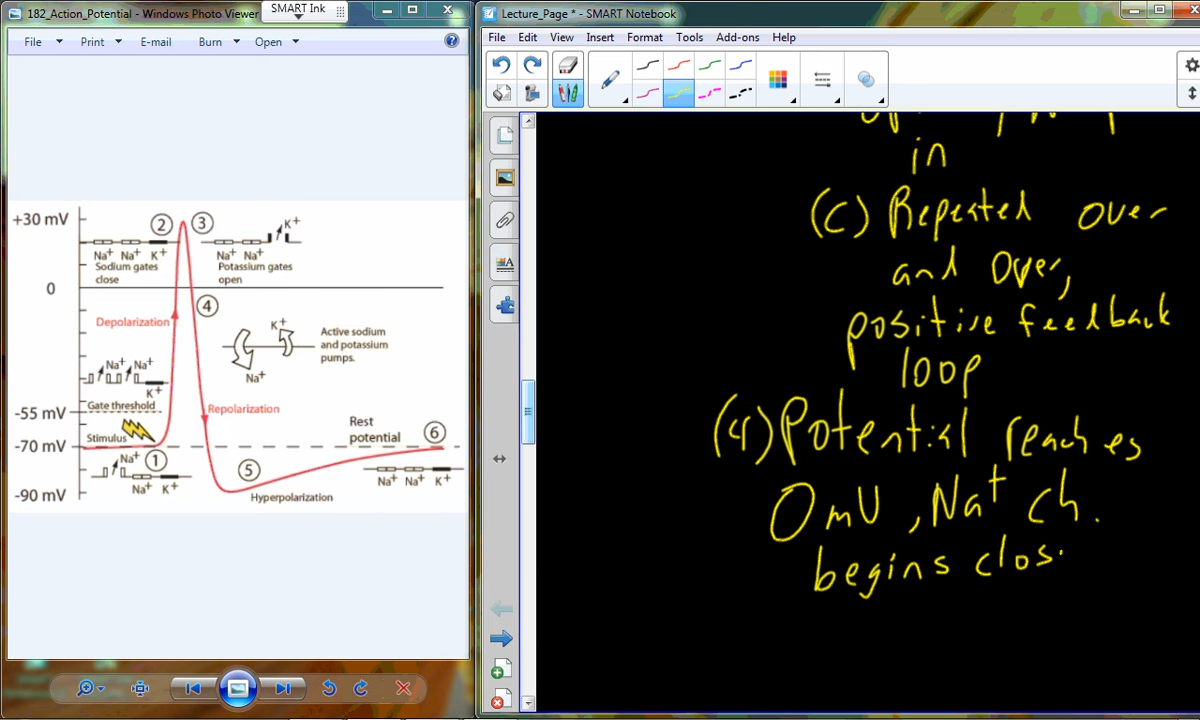 182_Action_Potential - Windows Photo Viewer
SMART Ink
File Print E-mail Burn Open
+30 mV
0
-55 mV
-70 mV
-90 mV
2
3
K+
Na+ Na+ K+
Sodium gates
close
Na+ Na+
Potassium gates
open
4
Depolarization
K+
Na+
Active sodium
and potassium
pumps.
Na+ Na+
K+
Gate threshold
Repolarization
Stimulus
Rest
potential
6
Na+
1
Na+ K+
5
Hyperpolarization
Na+ Na+ K+
Lecture_Page * - SMART Notebook
File Edit View Insert Format Tools Add-ons Help
in
(C) Repeated over
and over,
positive feedback
loop
(4) Potential reaches
0mV, Na+ ch.
begins clos